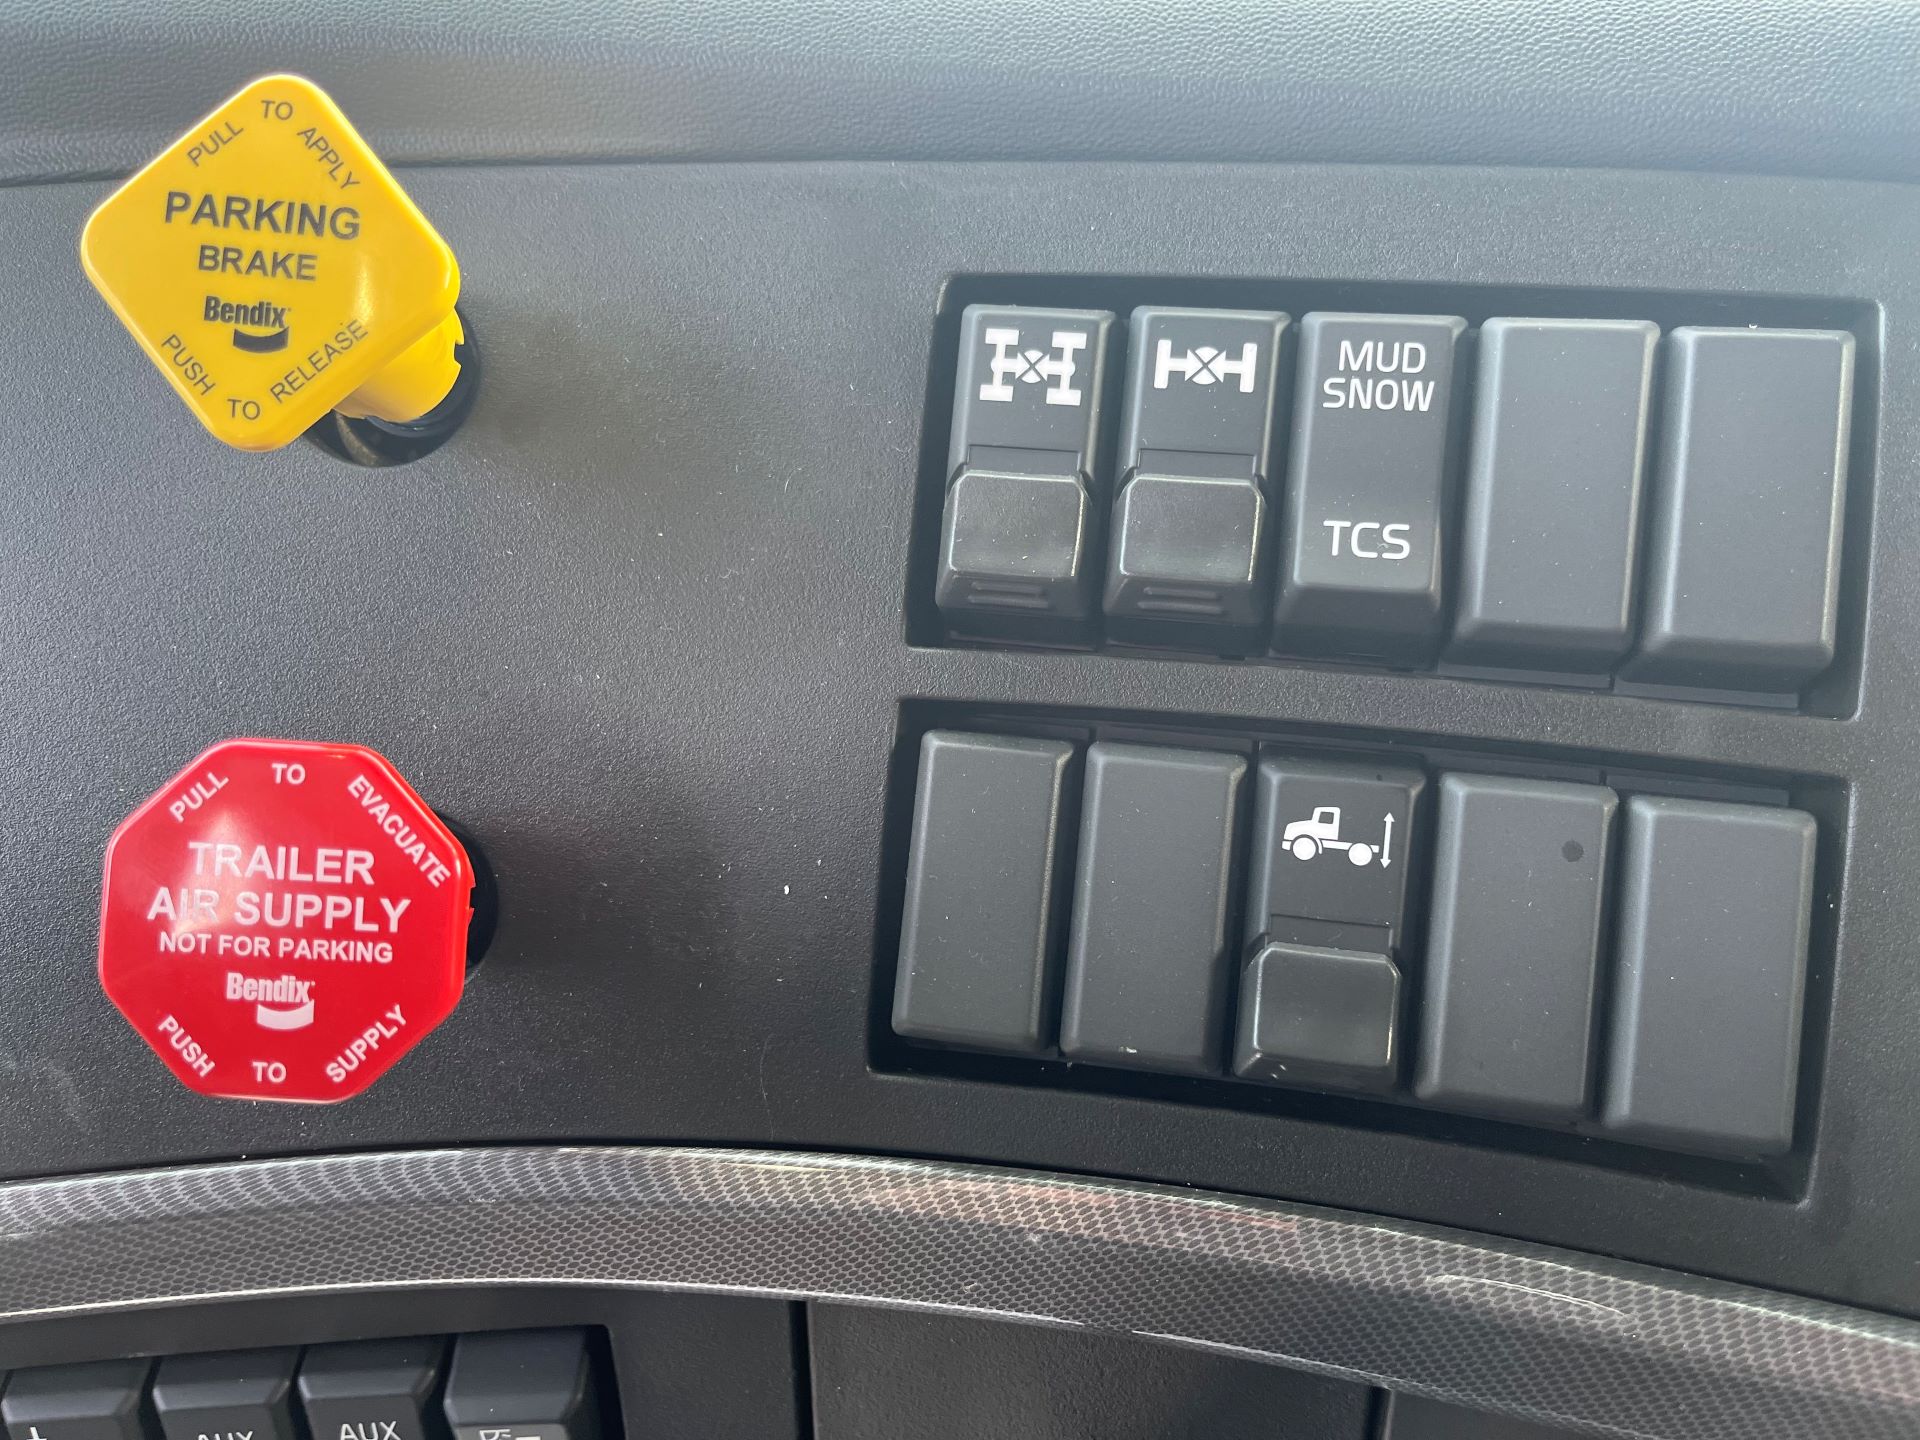 PULL TO APPLY
PARKING
BRAKE
Bendix
PUSH TO RELEASE
MUD
SNOW
TCS
PULL TO EVACUATE
TRAILER
AIR SUPPLY
NOT FOR PARKING
Bendix
PUSH TO SUPPLY
AUX
AUX